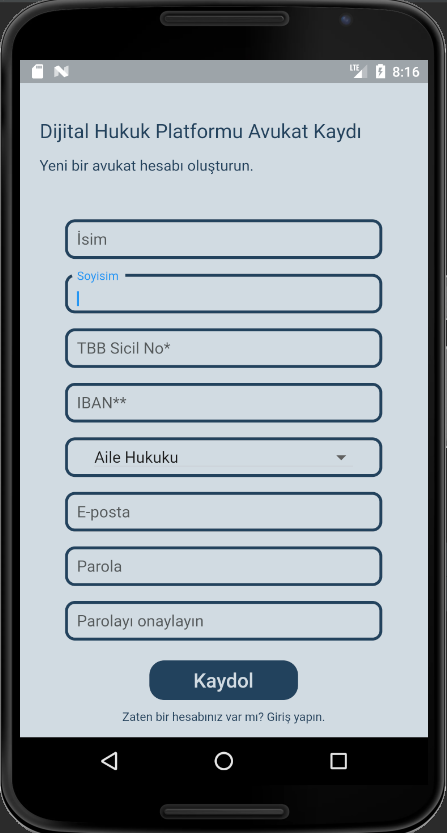 LTE 8:16
Dijital Hukuk Platformu Avukat Kaydı
Yeni bir avukat hesabı oluşturun.
İsim
Soyisim
TBB Sicil No*
IBAN**
Aile Hukuku
E-posta
Parola
Parolayı onaylayın
Kaydol
Zaten bir hesabınız var mı? Giriş yapın.